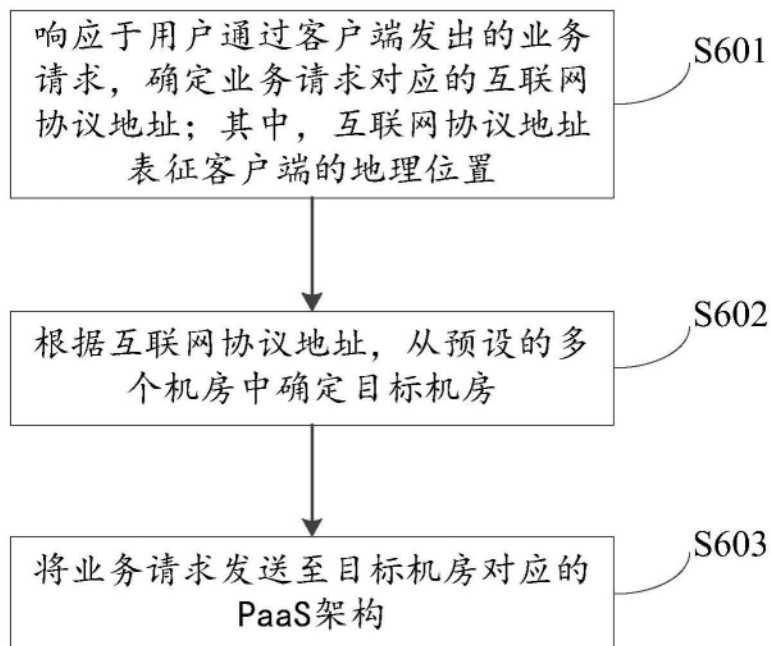 响应于用户通过客户端发出的业务
请求，确定业务请求对应的互联网
协议地址；其中，互联网协议地址
表征客户端的地理位置
S601
根据互联网协议地址，从预设的多
个机房中确定目标机房
S602
将业务请求发送至目标机房对应的
PaaS架构
S603